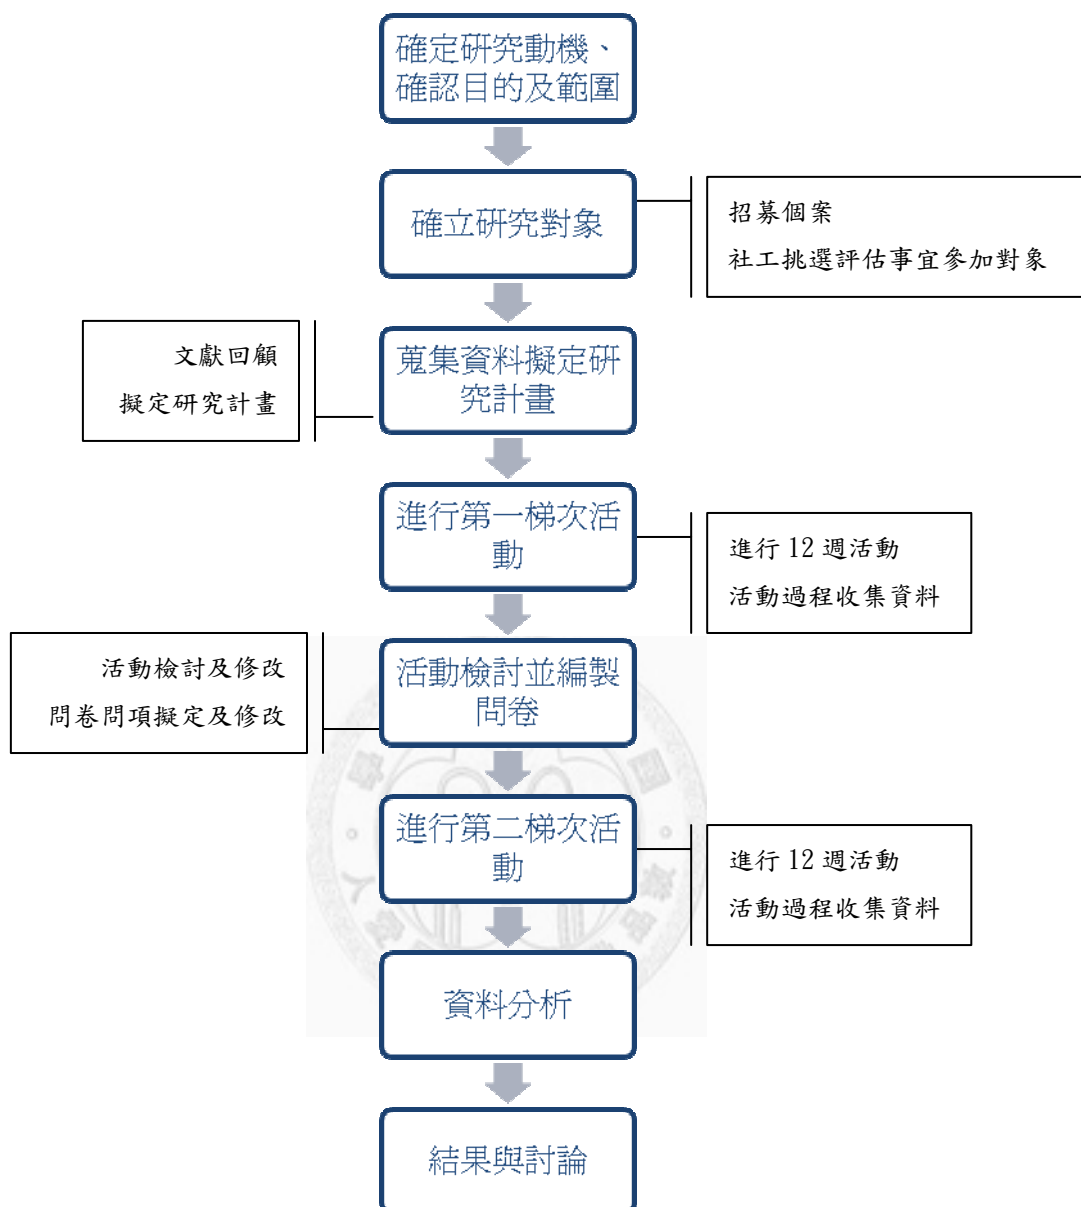 確定研究動機、
確認目的及範圍
確立研究對象
招募個案
社工挑選評估事宜參加對象
文獻回顧
擬定研究計畫
蒐集資料擬定研
究計畫
進行第一梯次活
動
進行 12 週活動
活動過程收集資料
活動檢討及修改
問卷問項擬定及修改
活動檢討並編製
問卷
進行第二梯次活
動
進行 12 週活動
活動過程收集資料
資料分析
結果與討論